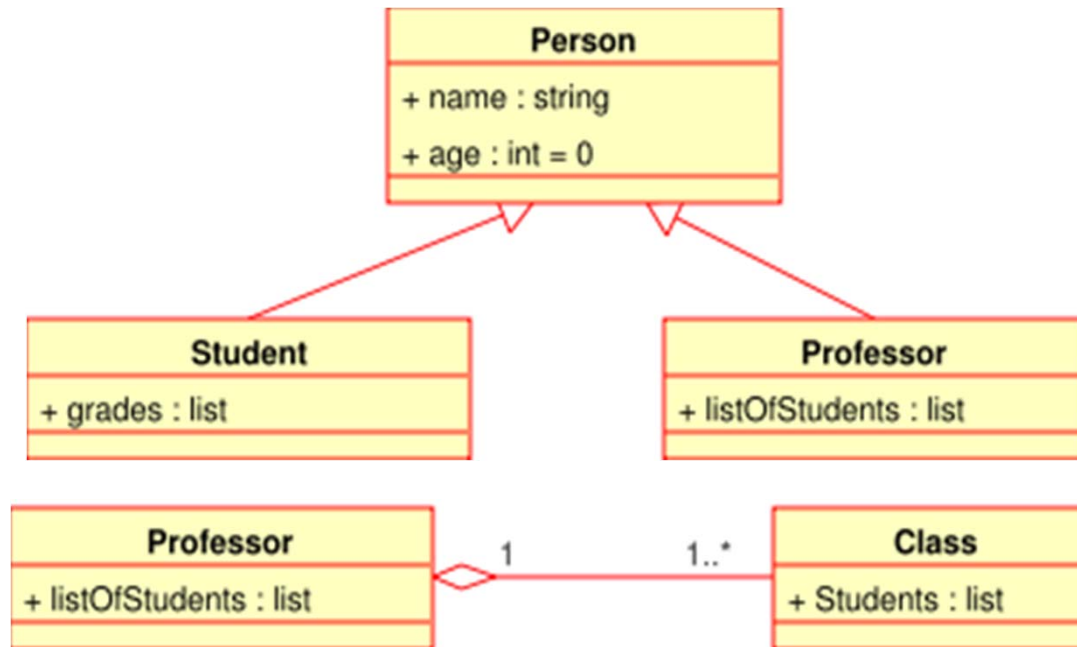 Person
+ name : string
+ age : int = 0
Student
+ grades : list
Professor
+ listOfStudents : list
Professor
+ listOfStudents : list
1
1..*
Class
+ Students : list